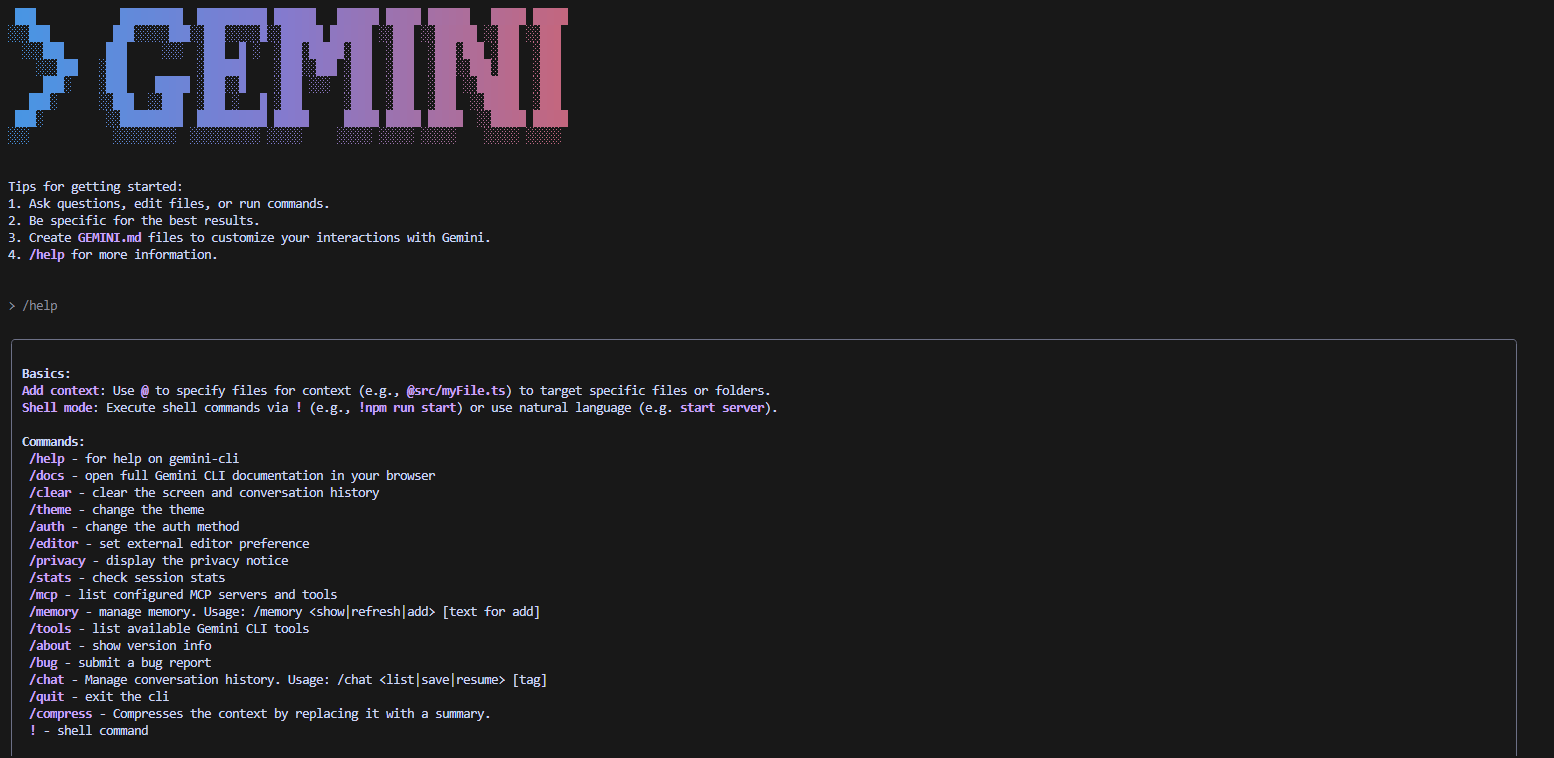 > GEMINI
Tips for getting started:
1. Ask questions, edit files, or run commands.
2. Be specific for the best results.
3. Create GEMINI.md files to customize your interactions with Gemini.
4. /help for more information.
> /help
Basics:
Add context: Use @ to specify files for context (e.g., @src/myFile.ts) to target specific files or folders.
Shell mode: Execute shell commands via ! (e.g., !npm run start) or use natural language (e.g. start server).
Commands:
/help - for help on gemini-cli
/docs - open full Gemini CLI documentation in your browser
/clear - clear the screen and conversation history
/theme - change the theme
/auth - change the auth method
/editor - set external editor preference
/privacy - display the privacy notice
/stats - check session stats
/mcp - list configured MCP servers and tools
/memory - manage memory. Usage: /memory <show|refresh|add> [text for add]
/tools - list available Gemini CLI tools
/about - show version info
/bug - submit a bug report
/chat - Manage conversation history. Usage: /chat <list|save|resume> [tag]
/quit - exit the cli
/compress - Compresses the context by replacing it with a summary.
! - shell command